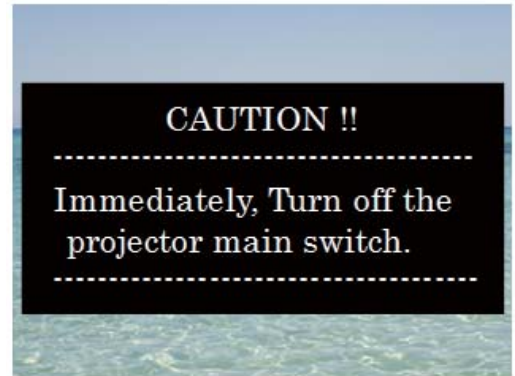 CAUTION !!
Immediately, Turn off the
projector main switch.